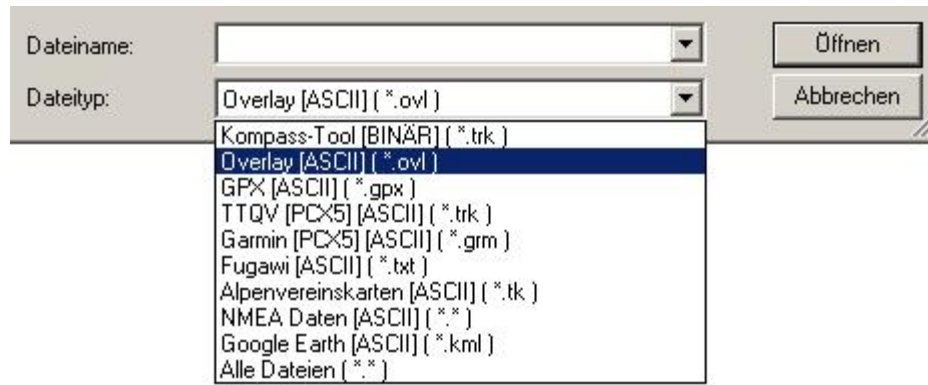 Dateiname: Öffnen
Dateityp: Overlay [ASCII] ( *.ovl ) Abbrechen
Kompass-Tool [BINÄR] ( *.trk )
Overlay [ASCII] ( *.ovl )
GPX [ASCII] ( *.gpx )
TTQV [PCX5] [ASCII] ( *.trk )
Garmin [PCX5] [ASCII] ( *.grm )
Fugawi [ASCII] ( *.txt )
Alpenvereinskarten [ASCII] ( *.tk )
NMEA Daten [ASCII] ( *.* )
Google Earth [ASCII] ( *.kml )
Alle Dateien ( *.* )